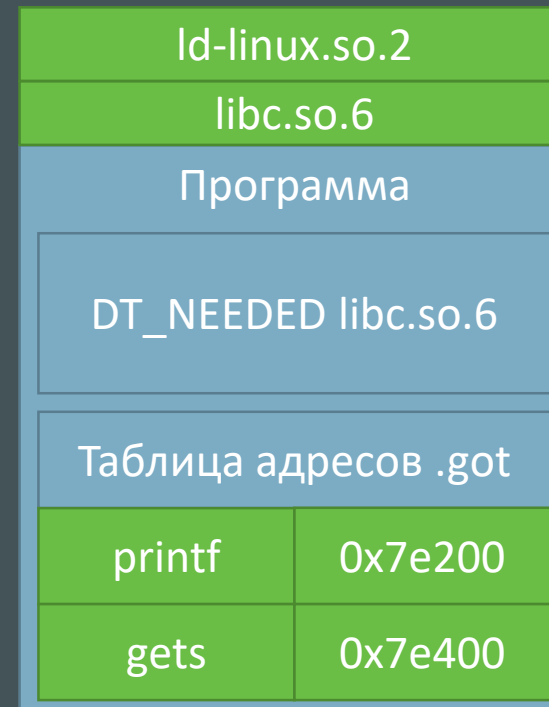 ld-linux.so.2
libc.so.6
Программа
DT_NEEDED libc.so.6
Таблица адресов .got
printf 0x7e200
gets 0x7e400